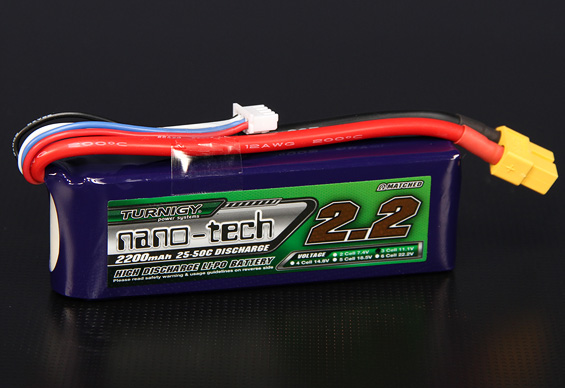 200°C 12AWG 200°C
Ω MATCHED
TURNIGY
power systems
nano-tech
2.2
2200mAh 25-50C DISCHARGE
HIGH DISCHARGE LI-PO BATTERY
Please read safety warning & usage guidelines on reverse side
VOLTAGE 2 Cell 7.4V 3 Cell 11.1V
4 Cell 14.8V 5 Cell 18.5V 6 Cell 22.2V